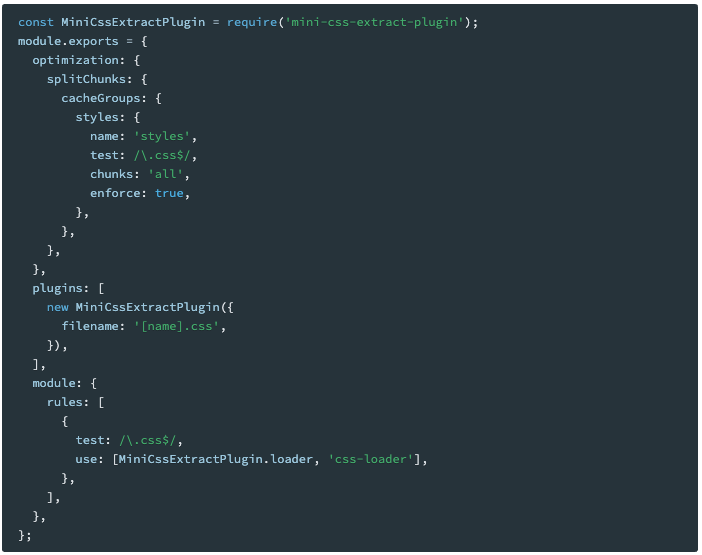 const MiniCssExtractPlugin = require('mini-css-extract-plugin');
module.exports = {
  optimization: {
    splitChunks: {
      cacheGroups: {
        styles: {
          name: 'styles',
          test: /\.css$/,
          chunks: 'all',
          enforce: true,
        },
      },
    },
  },
  plugins: [
    new MiniCssExtractPlugin({
      filename: '[name].css',
    }),
  ],
  module: {
    rules: [
      {
        test: /\.css$/,
        use: [MiniCssExtractPlugin.loader, 'css-loader'],
      },
    ],
  },
};